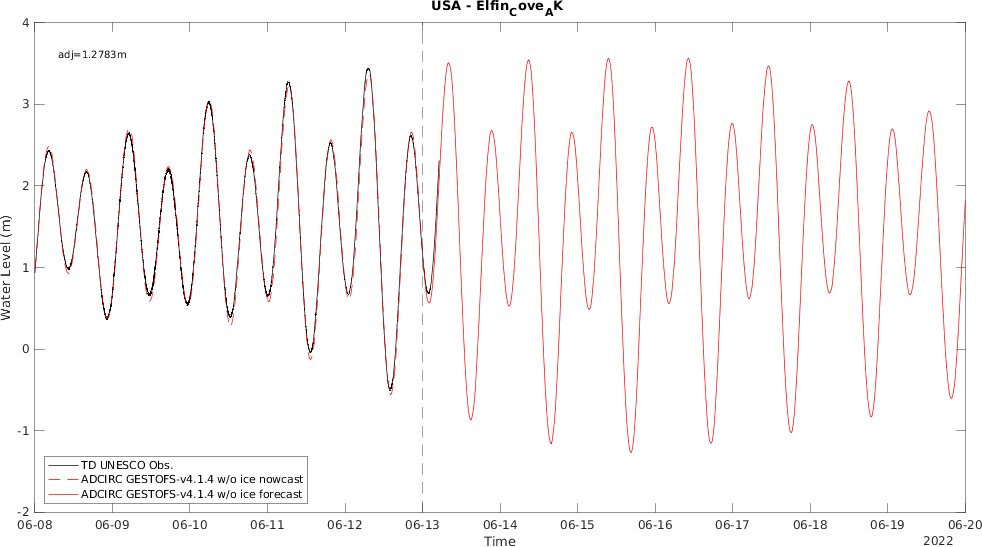 USA - Elfin_Cove_AK
adj=1.2783m
4
3
2
1
0
-1
-2
Water Level (m)
TD UNESCO Obs.
ADCIRC GESTOFS-v4.1.4 w/o ice nowcast
ADCIRC GESTOFS-v4.1.4 w/o ice forecast
06-08 06-09 06-10 06-11 06-12 06-13 06-14 06-15 06-16 06-17 06-18 06-19 06-20
Time
2022